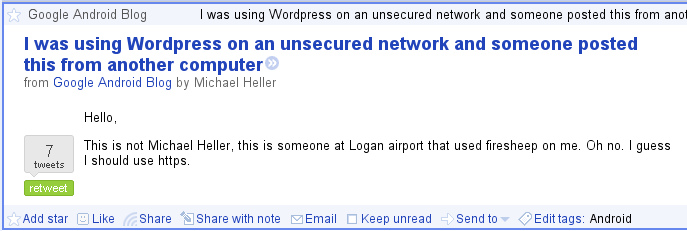 Google Android Blog I was using Wordpress on an unsecured network and someone posted this from anot
I was using Wordpress on an unsecured network and someone posted
this from another computer
from Google Android Blog by Michael Heller
Hello,
This is not Michael Heller, this is someone at Logan airport that used firesheep on me. Oh no. I guess
I should use https.
7
tweets
retweet
Add star Like Share Share with note Email Keep unread Send to Edit tags: Android